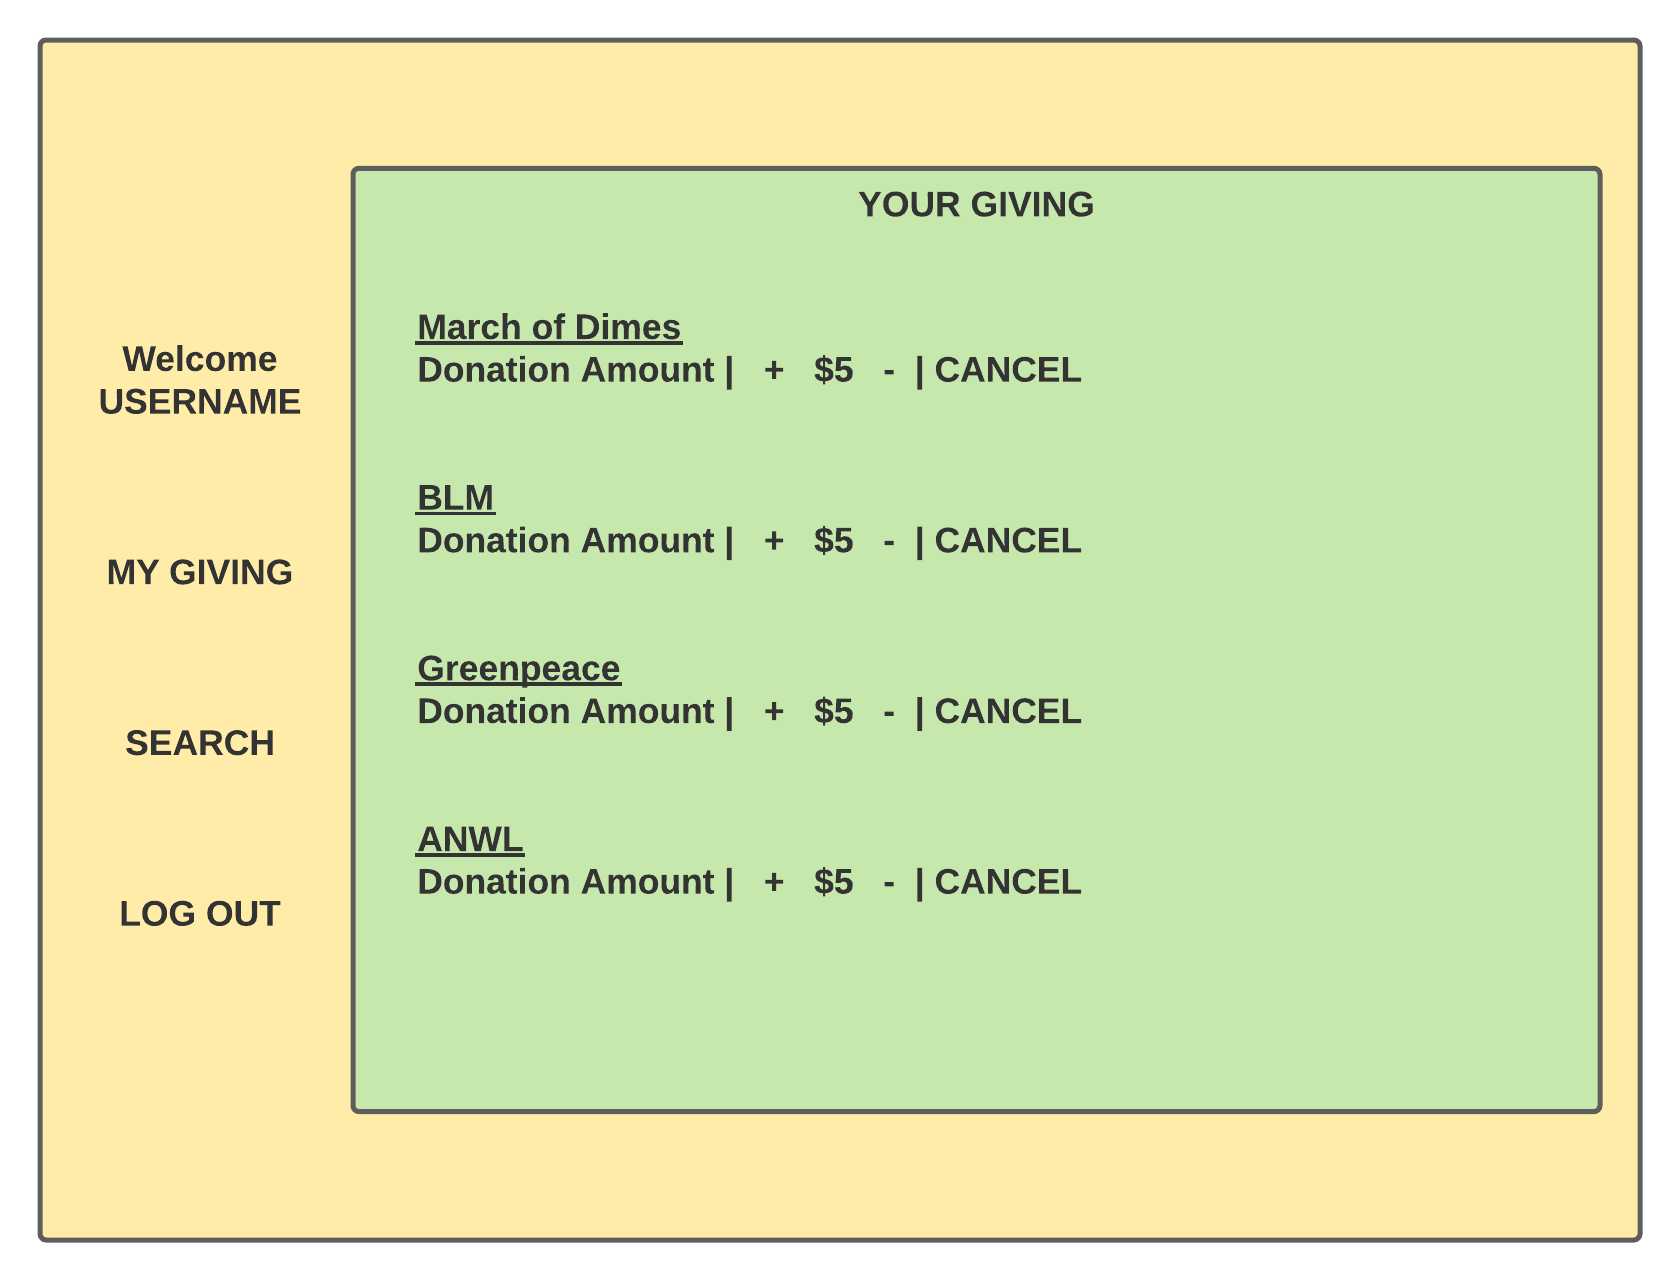 Welcome
USERNAME
MY GIVING
SEARCH
LOG OUT
YOUR GIVING
March of Dimes
Donation Amount | + $5 - | CANCEL
BLM
Donation Amount | + $5 - | CANCEL
Greenpeace
Donation Amount | + $5 - | CANCEL
ANWL
Donation Amount | + $5 - | CANCEL